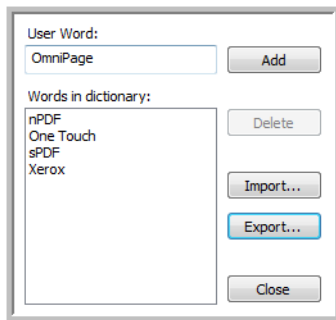 User Word:
OmniPage
Add
Words in dictionary:
nPDF
One Touch
sPDF
Xerox
Delete
Import...
Export...
Close